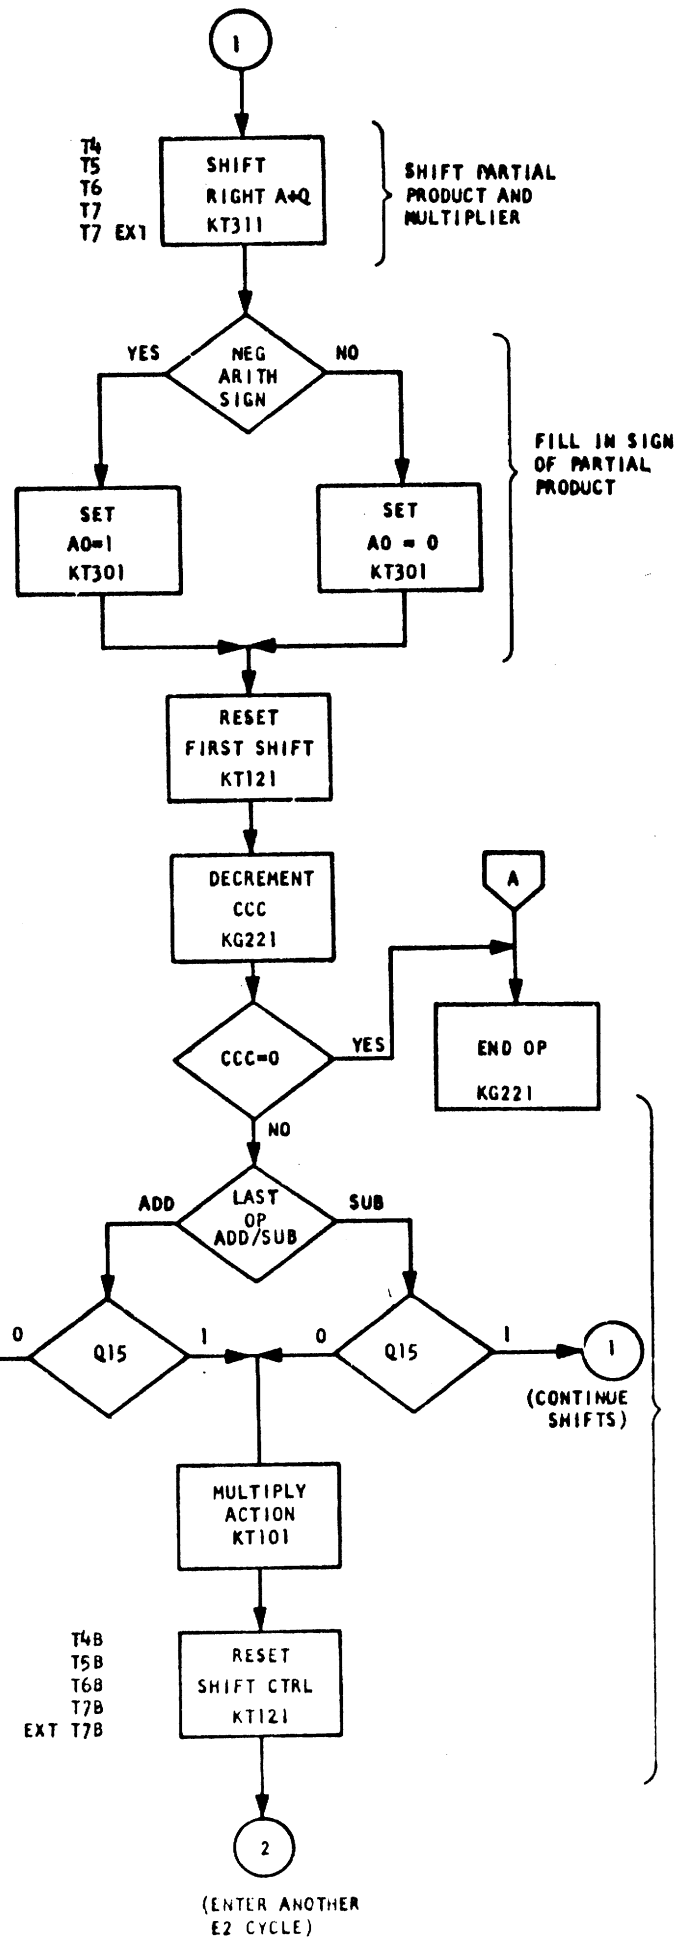 1
T4
T5
T6
T7
T7 EXT
SHIFT
RIGHT A+Q
KT311
SHIFT PARTIAL
PRODUCT AND
MULTIPLIER
YES
NEG
ARITH
SIGN
NO
FILL IN SIGN
OF PARTIAL
PRODUCT
SET
A0=1
KT301
SET
A0 = 0
KT301
RESET
FIRST SHIFT
KT121
DECREMENT
CCC
KG221
A
CCC=0
YES
END OP
KG221
NO
ADD
LAST
OP
ADD/SUB
SUB
0
Q15
1
0
Q15
1
1
(CONTINUE
SHIFTS)
MULTIPLY
ACTION
KT101
T4B
T5B
T6B
T7B
EXT T7B
RESET
SHIFT CTRL
KT121
2
(ENTER ANOTHER
E2 CYCLE)